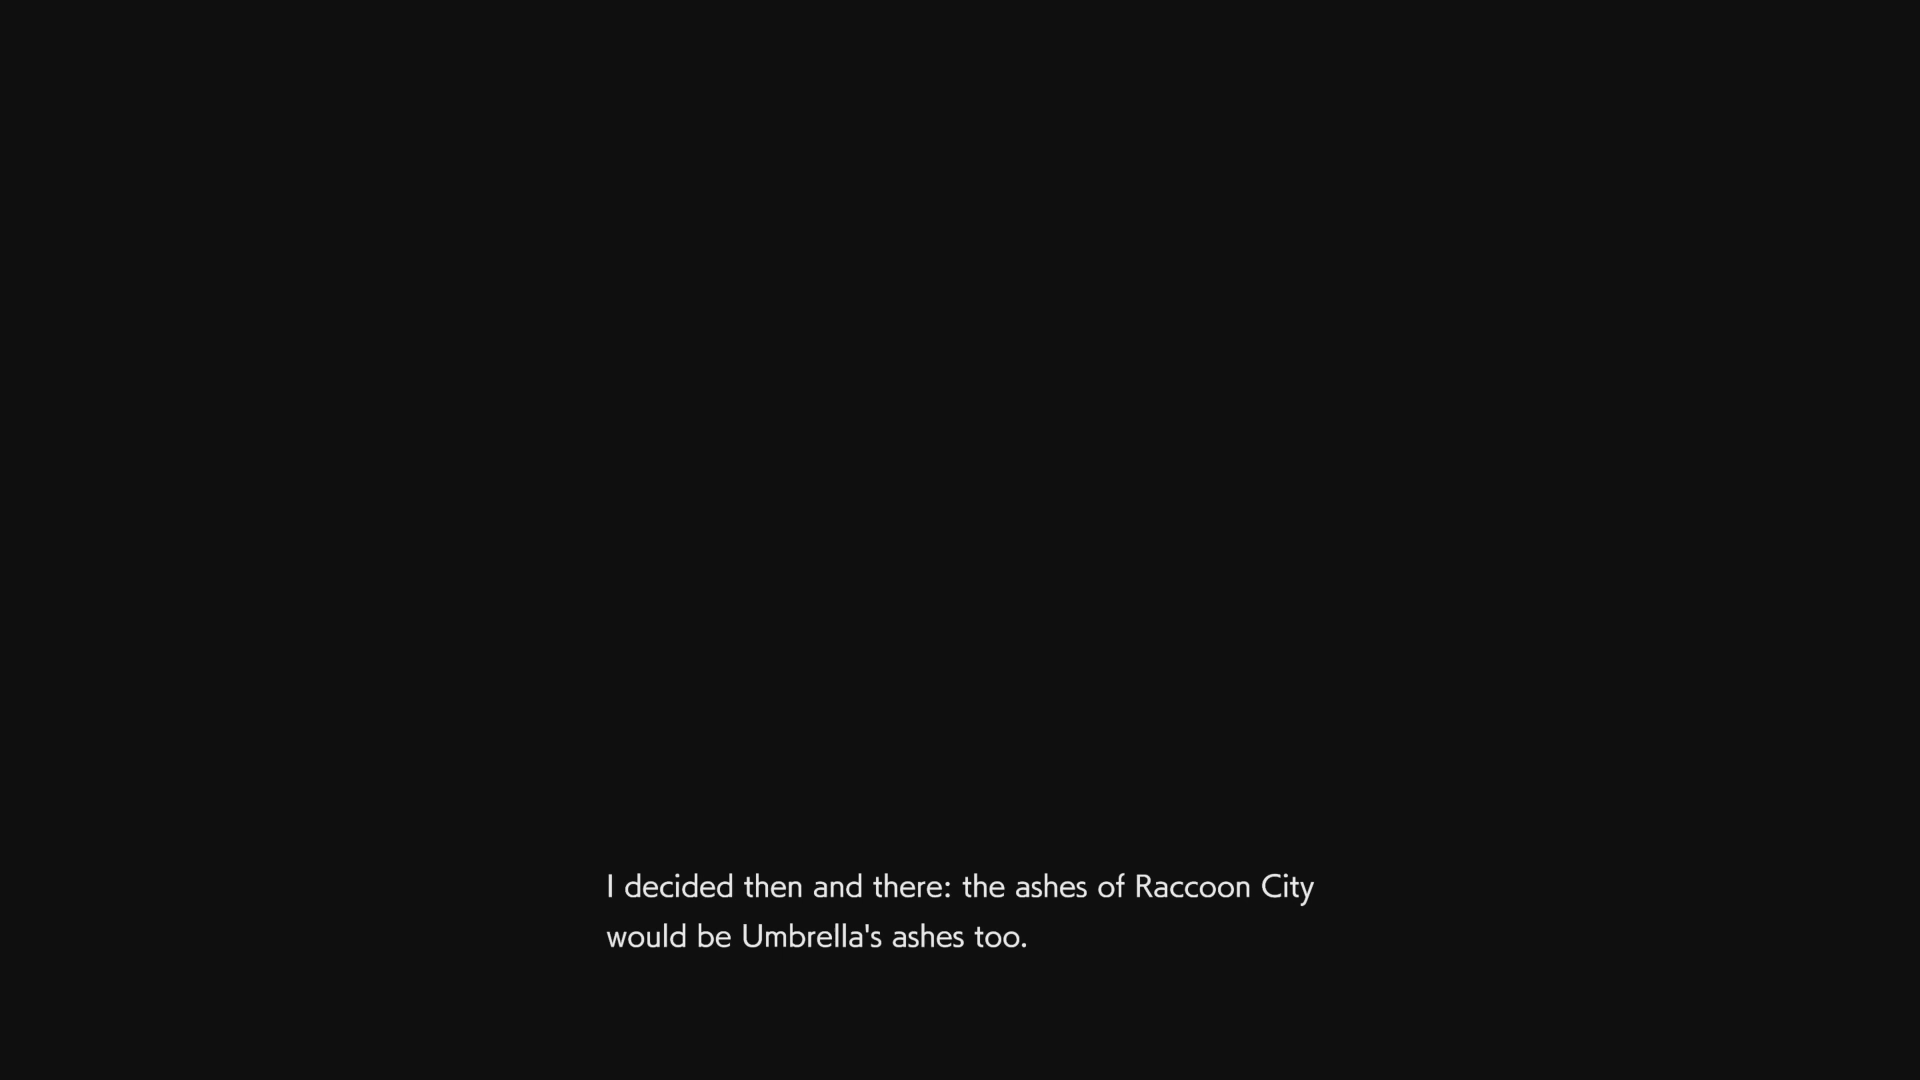 I decided then and there: the ashes of Raccoon City
would be Umbrella's ashes too.